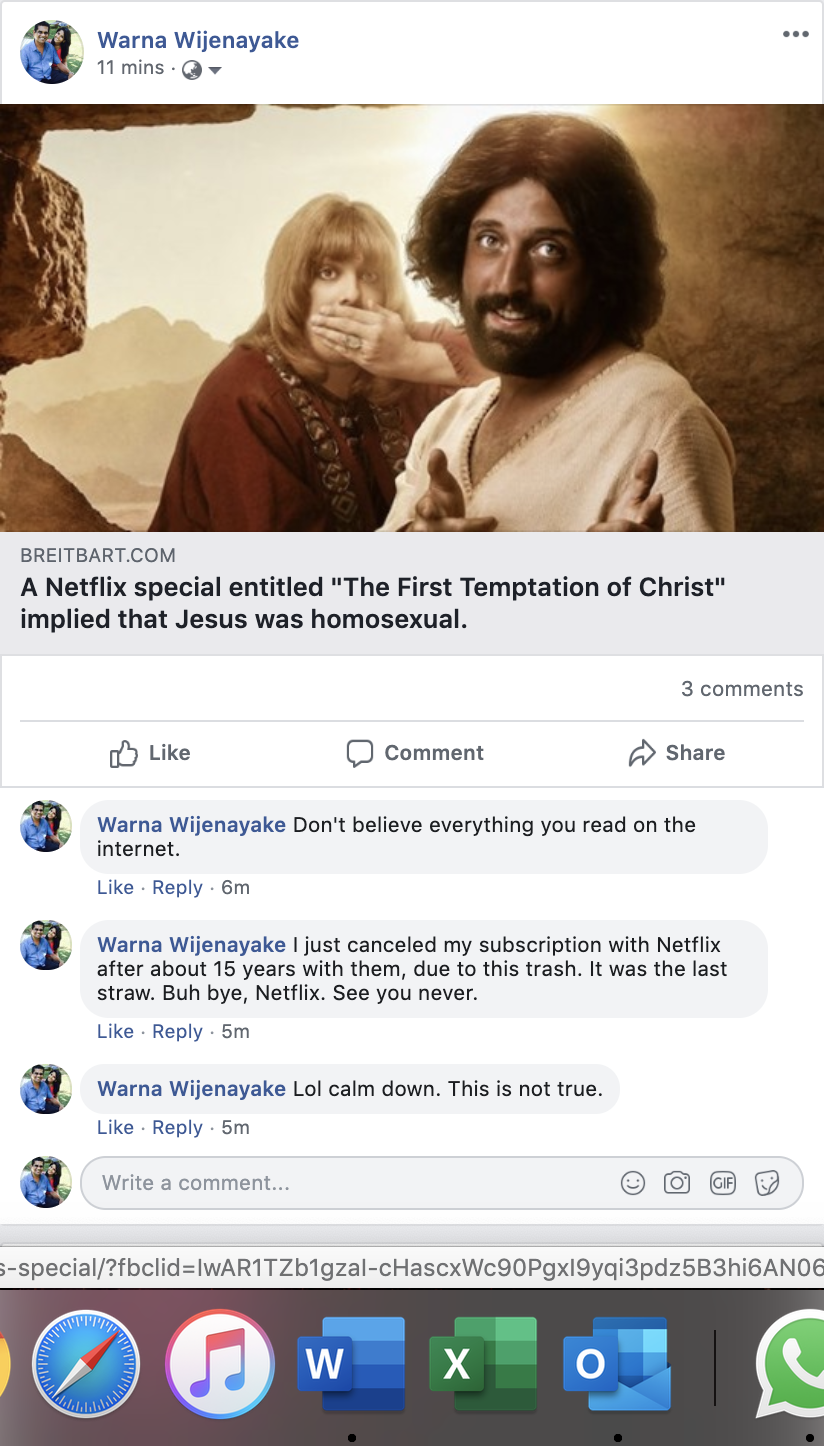 Warna Wijenayake
11 mins ·
BREITBART.COM
A Netflix special entitled "The First Temptation of Christ"
implied that Jesus was homosexual.
3 comments
Like Comment Share
Warna Wijenayake Don't believe everything you read on the
internet.
Like · Reply · 6m
Warna Wijenayake I just canceled my subscription with Netflix
after about 15 years with them, due to this trash. It was the last
straw. Buh bye, Netflix. See you never.
Like · Reply · 5m
Warna Wijenayake Lol calm down. This is not true.
Like · Reply · 5m
Write a comment...
GIF
s-special/?fbclid=IwAR1TZb1gzaI-cHascxWc90PgxI9yqi3pdz5B3hi6AN06
W X O